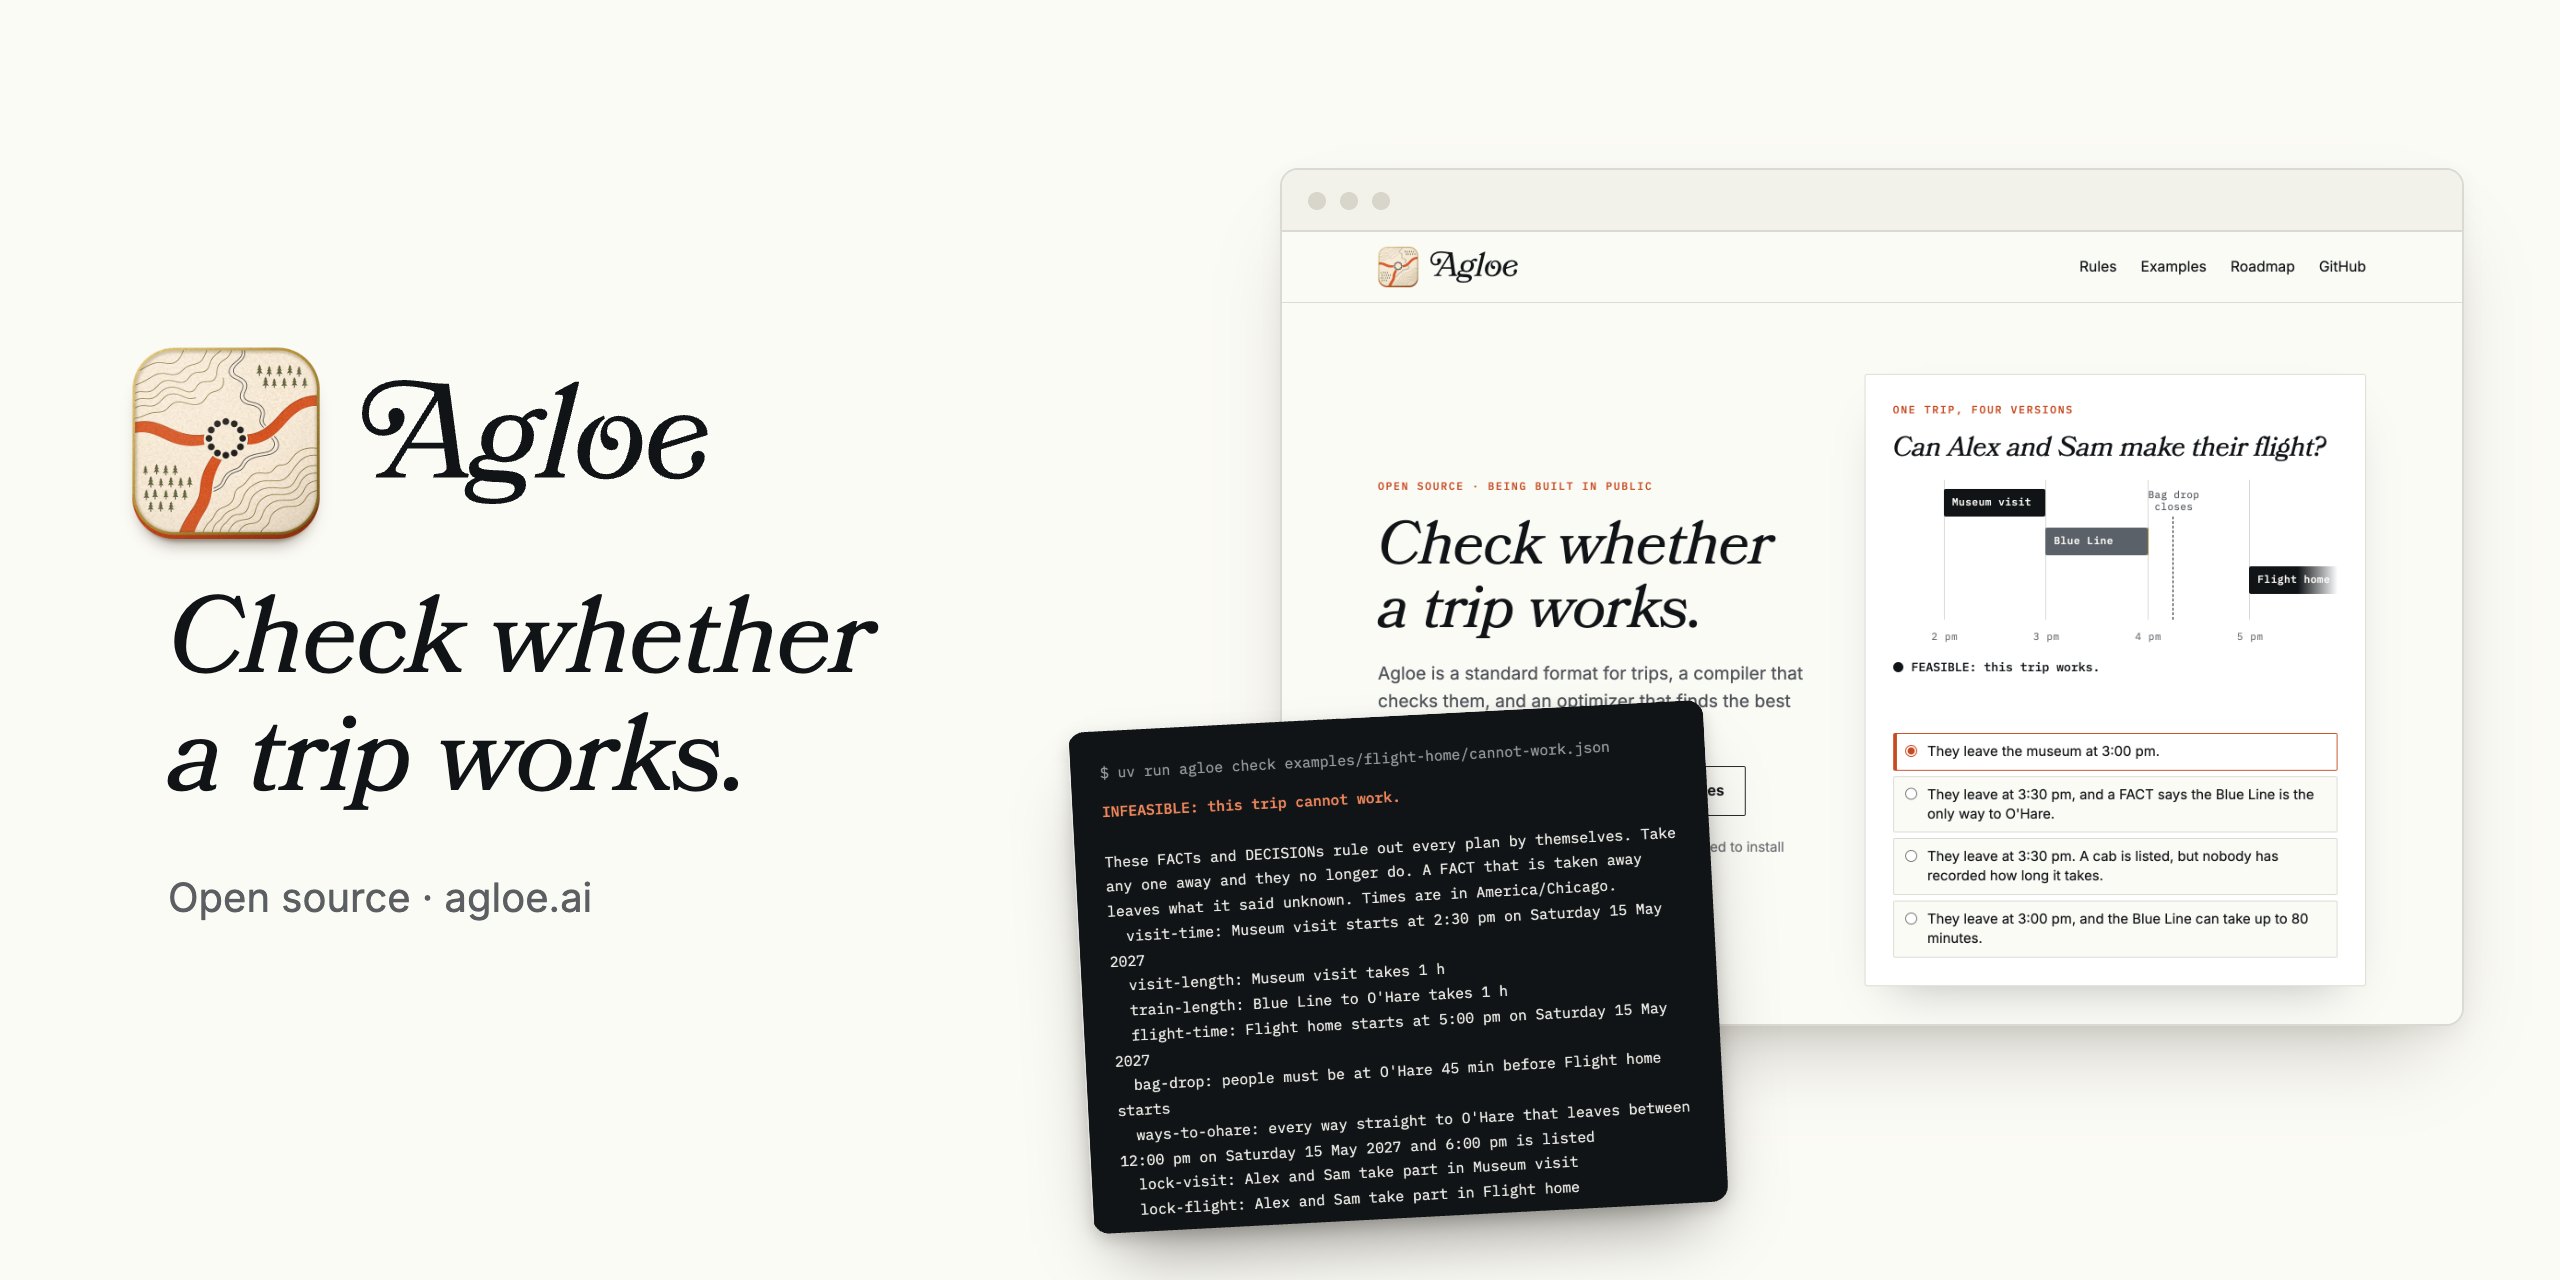 Agloe
Check whether
a trip works.
Open source · agloe.ai
Agloe
Rules Examples Roadmap GitHub
OPEN SOURCE · BEING BUILT IN PUBLIC
Check whether
a trip works.
Agloe is a standard format for trips, a compiler that
checks them, and an optimizer that finds the best
es
ed to install
ONE TRIP, FOUR VERSIONS
Can Alex and Sam make their flight?
Museum visit
Bag drop
closes
Blue Line
Flight home
2 pm 3 pm 4 pm 5 pm
FEASIBLE: this trip works.
They leave the museum at 3:00 pm.
They leave at 3:30 pm, and a FACT says the Blue Line is the
only way to O'Hare.
They leave at 3:30 pm. A cab is listed, but nobody has
recorded how long it takes.
They leave at 3:00 pm, and the Blue Line can take up to 80
minutes.
$ uv run agloe check examples/flight-home/cannot-work.json
INFEASIBLE: this trip cannot work.
These FACTs and DECISIONs rule out every plan by themselves. Take
any one away and they no longer do. A FACT that is taken away
leaves what it said unknown. Times are in America/Chicago.
visit-time: Museum visit starts at 2:30 pm on Saturday 15 May
2027
visit-length: Museum visit takes 1 h
train-length: Blue Line to O'Hare takes 1 h
flight-time: Flight home starts at 5:00 pm on Saturday 15 May
2027
bag-drop: people must be at O'Hare 45 min before Flight home
starts
ways-to-ohare: every way straight to O'Hare that leaves between
12:00 pm on Saturday 15 May 2027 and 6:00 pm is listed
lock-visit: Alex and Sam take part in Museum visit
lock-flight: Alex and Sam take part in Flight home